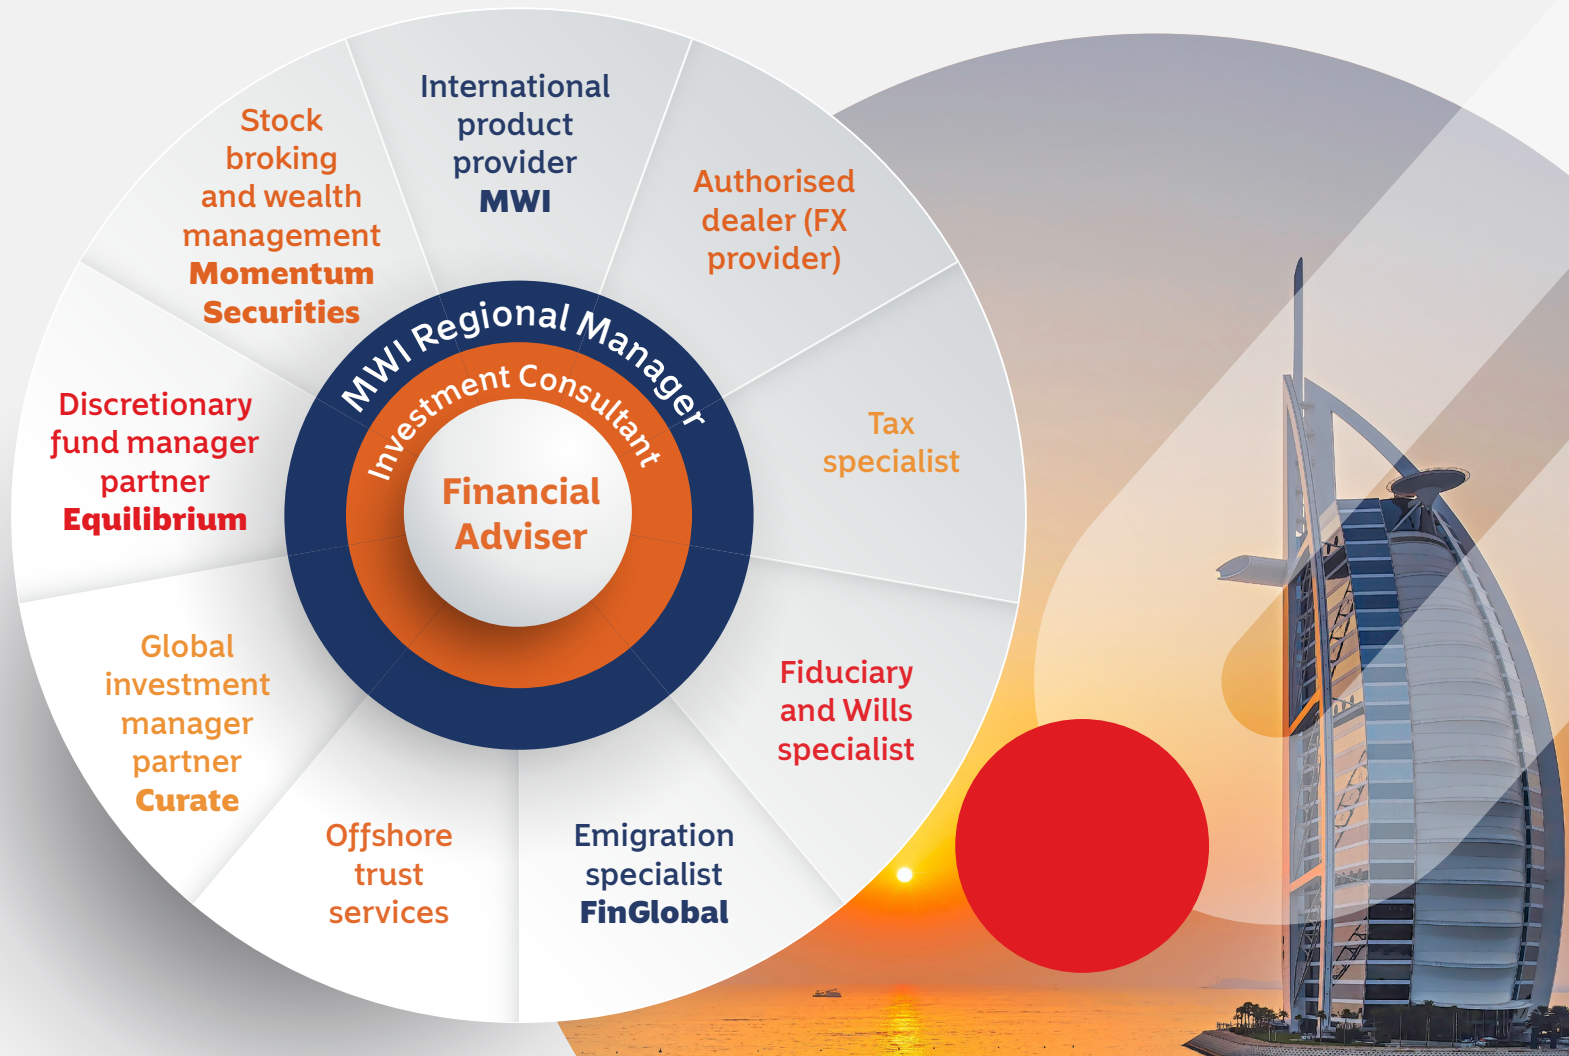 International
product
provider
MWI
Authorised
dealer (FX
provider)
Tax
specialist
Fiduciary
and Wills
specialist
Emigration
specialist
FinGlobal
Offshore
trust
services
Global
investment
manager
partner
Curate
Discretionary
fund manager
partner
Equilibrium
Stock
broking
and wealth
management
Momentum
Securities
MWI Regional Manager
Investment Consultant
Financial
Adviser